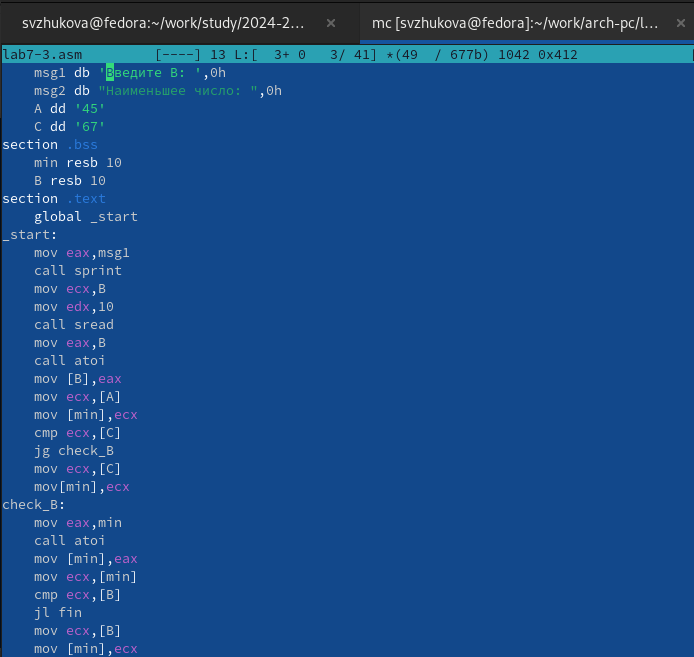 svzhukova@fedora:~/work/study/2024-2... × mc [svzhukova@fedora]:~/work/arch-pc/l... ×
lab7-3.asm [----] 13 L:[ 3+ 0 3/ 41] *(49 / 677b) 1042 0x412
msg1 db 'Введите B: ',0h
msg2 db "Наименьшее число: ",0h
A dd '45'
C dd '67'
section .bss
min resb 10
B resb 10
section .text
global _start
_start:
mov eax,msg1
call sprint
mov ecx,B
mov edx,10
call sread
mov eax,B
call atoi
mov [B],eax
mov ecx,[A]
mov [min],ecx
cmp ecx,[C]
jg check_B
mov ecx,[C]
mov[min],ecx
check_B:
mov eax,min
call atoi
mov [min],eax
mov ecx,[min]
cmp ecx,[B]
jl fin
mov ecx,[B]
mov [min],ecx